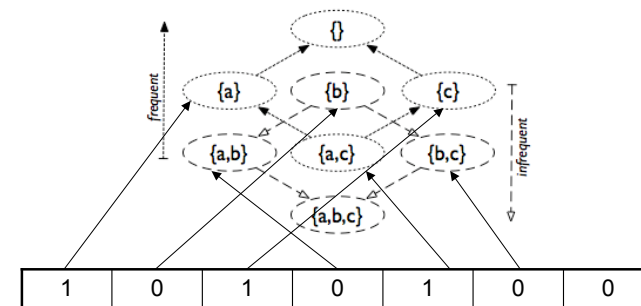 {}
frequent
{a} {b} {c}
{a,b} {a,c} {b,c}
infrequent
{a,b,c}
1 0 1 0 1 0 0